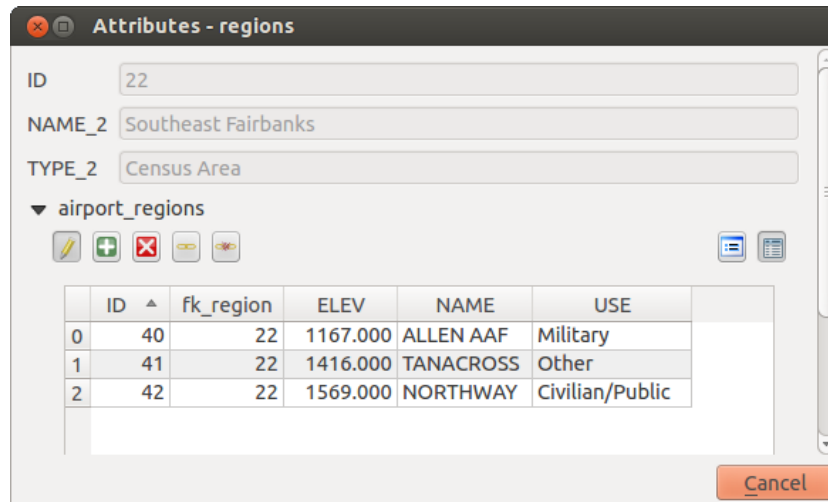 Attributes - regions
ID 22
NAME_2 Southeast Fairbanks
TYPE_2 Census Area
airport_regions
ID fk_region ELEV NAME USE
0 40 22 1167.000 ALLEN AAF Military
1 41 22 1416.000 TANACROSS Other
2 42 22 1569.000 NORTHWAY Civilian/Public
Cancel